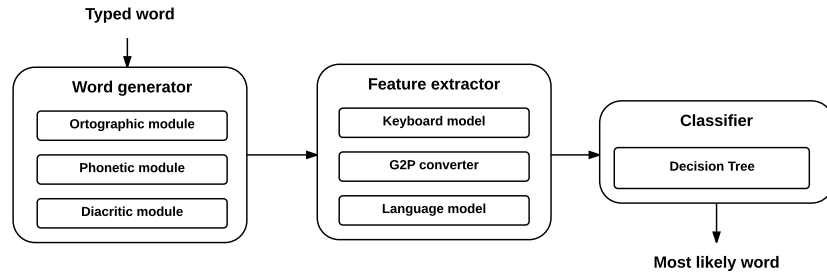 Typed word
Word generator
Ortographic module
Phonetic module
Diacritic module
Feature extractor
Keyboard model
G2P converter
Language model
Classifier
Decision Tree
Most likely word